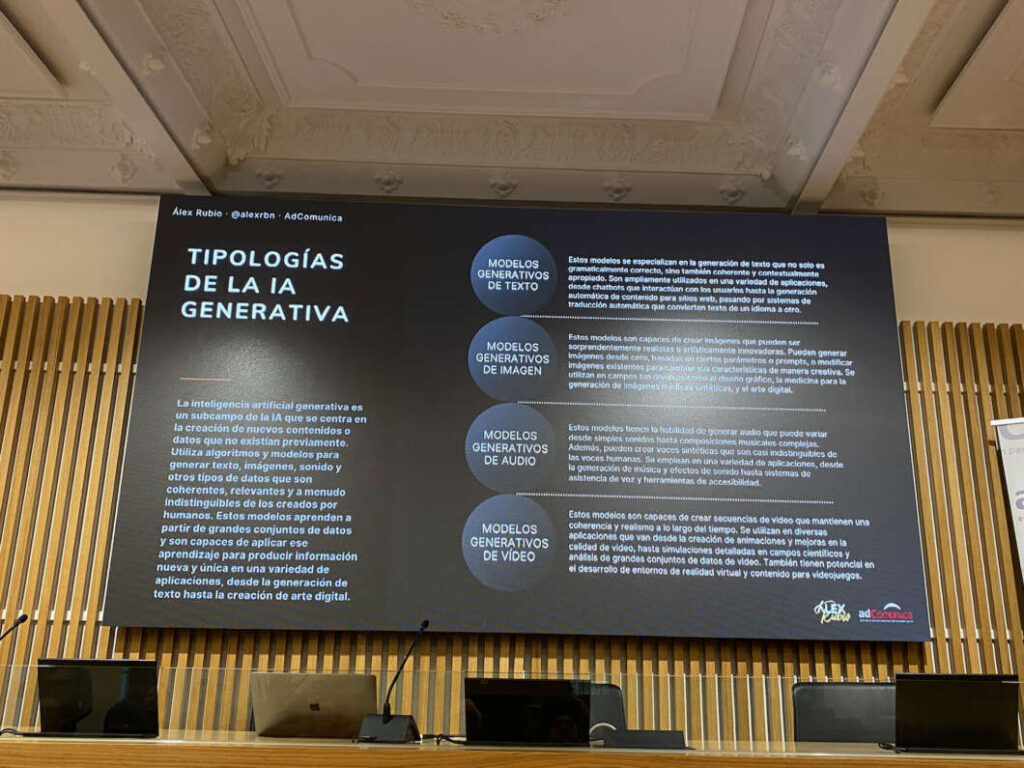 Álex Rubio · @alexrbn · AdComunica
TIPOLOGÍAS
DE LA IA
GENERATIVA
La inteligencia artificial generativa es
un subcampo de la IA que se centra en
la creación de nuevos contenidos o
datos que no existían previamente.
Utiliza algoritmos y modelos para
generar texto, imágenes, sonido y
otros tipos de datos que son
coherentes, relevantes y a menudo
indistinguibles de los creados por
humanos. Estos modelos aprenden a
partir de grandes conjuntos de datos
y son capaces de aplicar ese
aprendizaje para producir información
nueva y única en una variedad de
aplicaciones, desde la generación de
texto hasta la creación de arte digital.
MODELOS
GENERATIVOS
DE TEXTO
Estos modelos se especializan en la generación de texto que no solo es
gramaticalmente correcto, sino también coherente y contextualmente
apropiado. Son ampliamente utilizados en una variedad de aplicaciones,
desde chatbots que interactúan con los usuarios hasta la generación
automática de contenido para sitios web, pasando por sistemas de
traducción automática que convierten texto de un idioma a otro.
MODELOS
GENERATIVOS
DE IMAGEN
Estos modelos son capaces de crear imágenes que pueden ser
sorprendentemente realistas o artísticamente innovadoras. Pueden generar
imágenes desde cero, basadas en ciertos parámetros o prompts, o modificar
imágenes existentes para cambiar sus características de manera creativa. Se
utilizan en campos tan diversos como el diseño gráfico, la medicina para la
generación de imágenes médicas sintéticas, y el arte digital.
MODELOS
GENERATIVOS
DE AUDIO
Estos modelos tienen la habilidad de generar audio que puede variar
desde simples sonidos hasta composiciones musicales complejas.
Además, pueden crear voces sintéticas que son casi indistinguibles de
las voces humanas. Se emplean en una variedad de aplicaciones, desde
la generación de música y efectos de sonido hasta sistemas de
asistencia de voz y herramientas de accesibilidad.
MODELOS
GENERATIVOS
DE VÍDEO
Estos modelos son capaces de crear secuencias de video que mantienen una
coherencia y realismo a lo largo del tiempo. Se utilizan en diversas
aplicaciones que van desde la creación de animaciones y mejoras en la
calidad de video, hasta simulaciones detalladas en campos científicos y
análisis de grandes conjuntos de datos de video. También tienen potencial en
el desarrollo de entornos de realidad virtual y contenido para videojuegos.
ÁLEX
Rubio
adComunica